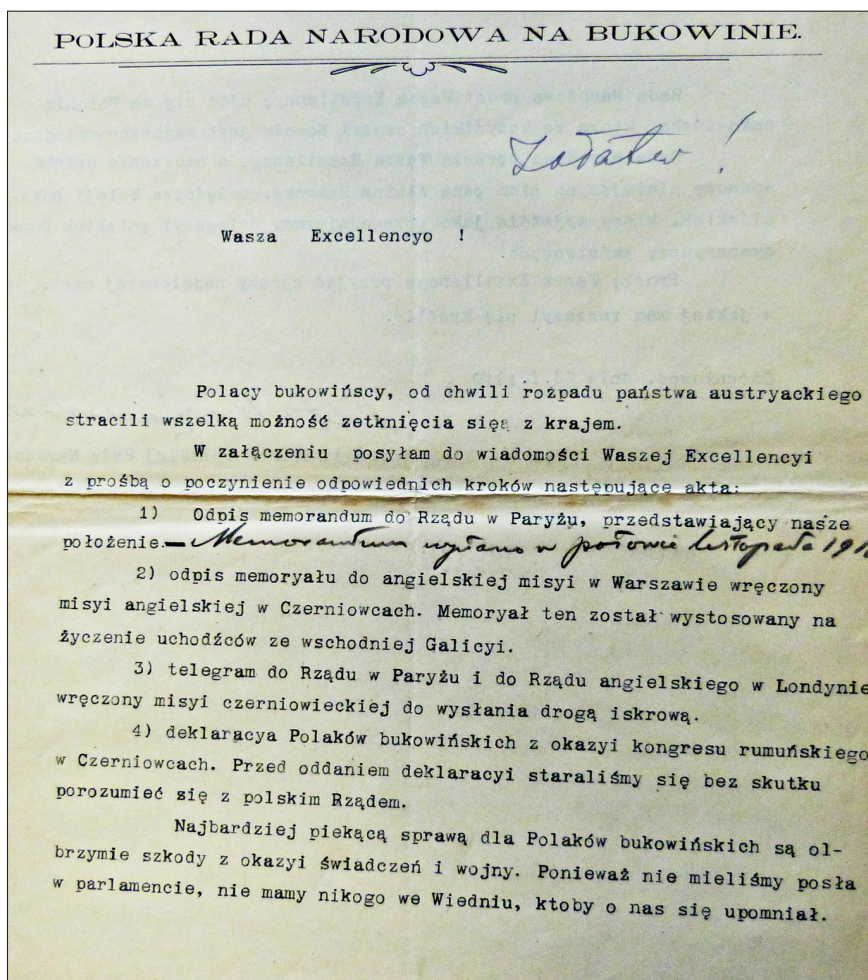 POLSKA RADA NARODOWA NA BUKOWINIE.
Wasza Excellencyo !
Polacy bukowińscy, od chwili rozpadu państwa austryackiego
stracili wszelką możność zetknięcia się z krajem.
W załączeniu posyłam do wiadomości Waszej Excellencyi
z prośbą o poczynienie odpowiednich kroków następujące akta:
1) Odpis memorandum do Rządu w Paryżu, przedstawiający nasze
położenie.— Memorandum wysłano w połowie listopada
2) odpis memoryału do angielskiej misyi w Warszawie wręczony
misyi angielskiej w Czerniowcach. Memoryał ten został wystosowany na
życzenie uchodźców ze wschodniej Galicyi.
3) telegram do Rządu w Paryżu i do Rządu angielskiego w Londynie
wręczony misyi czerniowieckiej do wysłania drogą iskrową.
4) deklaracya Polaków bukowińskich z okazyi kongresu rumuńskiego
w Czerniowcach. Przed oddaniem deklaracyi staraliśmy się bez skutku
porozumieć się z polskim Rządem.
Najbardziej piekącą sprawą dla Polaków bukowińskich są ol-
brzymie szkody z okazyi świadczeń i wojny. Ponieważ nie mieliśmy posła
w parlamencie, nie mamy nikogo we Wiedniu, ktoby o nas się upomniał.